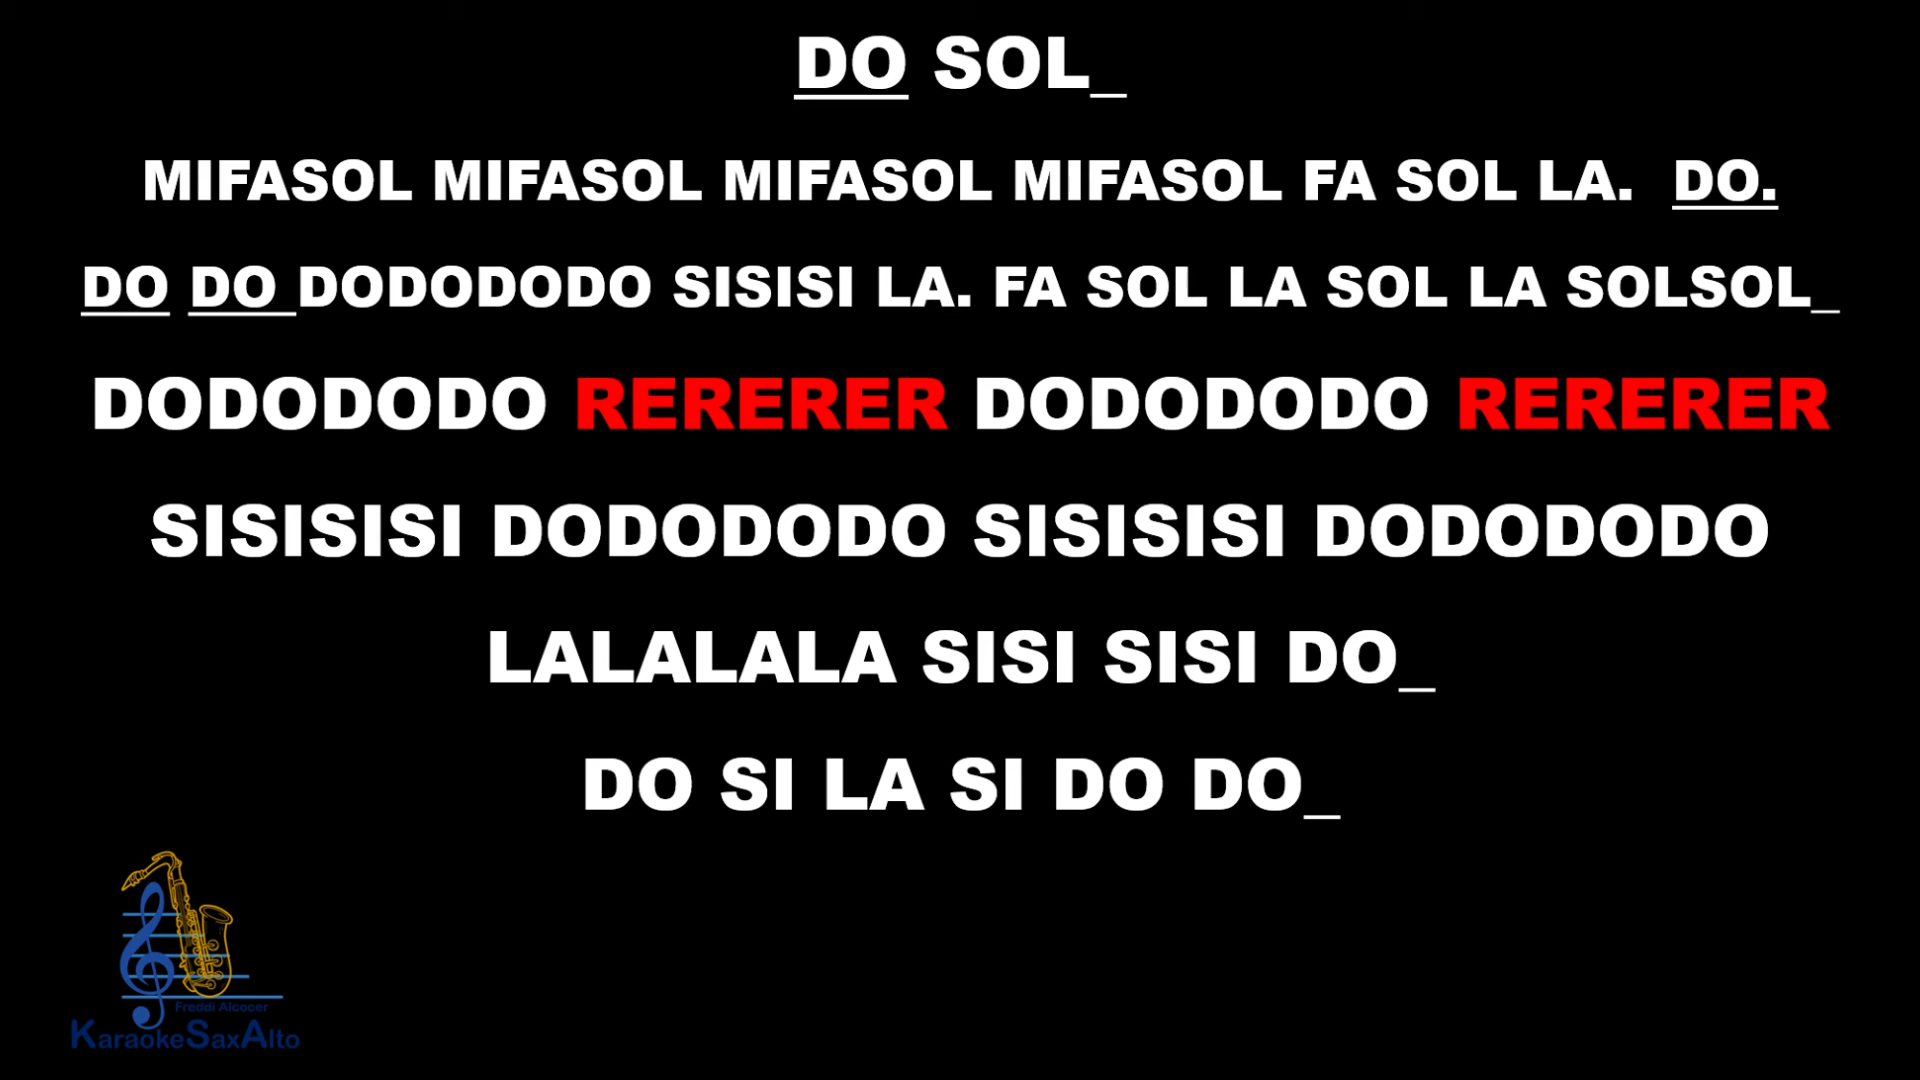 DO SOL_
MIFASOL MIFASOL MIFASOL MIFASOL FA SOL LA. DO.
DO DO DODODODO SISISI LA. FA SOL LA SOL LA SOLSOL_
DODODODO RERERER DODODODO RERERER
SISISISI DODODODO SISISISI DODODODO
LALALALA SISI SISI DO_
DO SI LA SI DO DO_
Freddi Alcocer
KaraokeSaxAlto